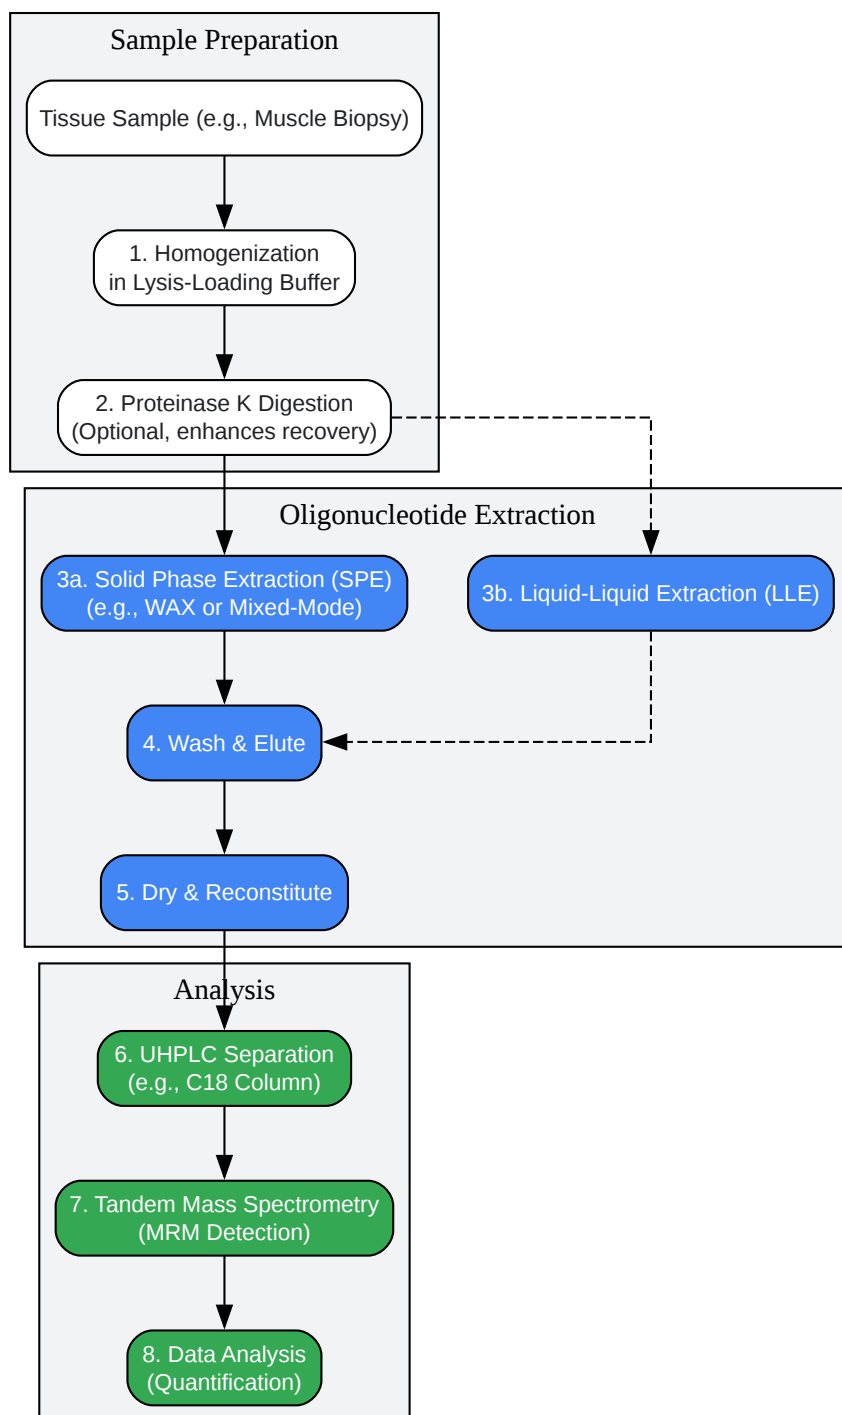 Sample Preparation
Tissue Sample (e.g., Muscle Biopsy)
1. Homogenization
in Lysis-Loading Buffer
2. Proteinase K Digestion
(Optional, enhances recovery)
Oligonucleotide Extraction
3a. Solid Phase Extraction (SPE)
(e.g., WAX or Mixed-Mode)
3b. Liquid-Liquid Extraction (LLE)
4. Wash & Elute
5. Dry & Reconstitute
Analysis
6. UHPLC Separation
(e.g., C18 Column)
7. Tandem Mass Spectrometry
(MRM Detection)
8. Data Analysis
(Quantification)